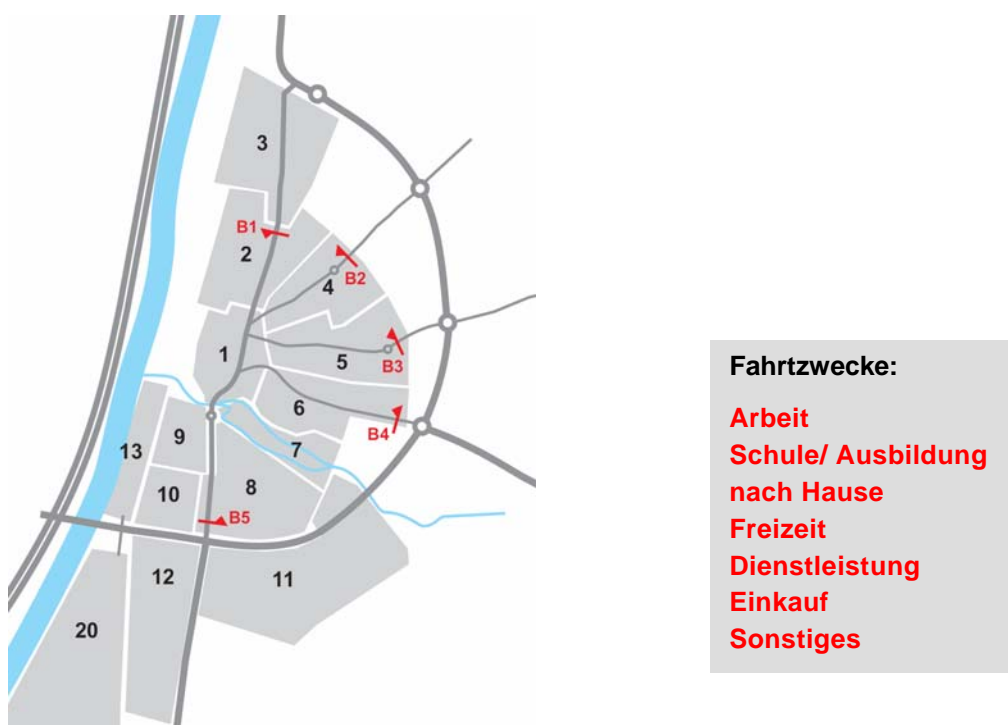 3
B1
2
B2
4
1
5
B3
6
B4
13
9
7
10
8
B5
12
11
20
Fahrtzwecke:
Arbeit
Schule/ Ausbildung
nach Hause
Freizeit
Dienstleistung
Einkauf
Sonstiges